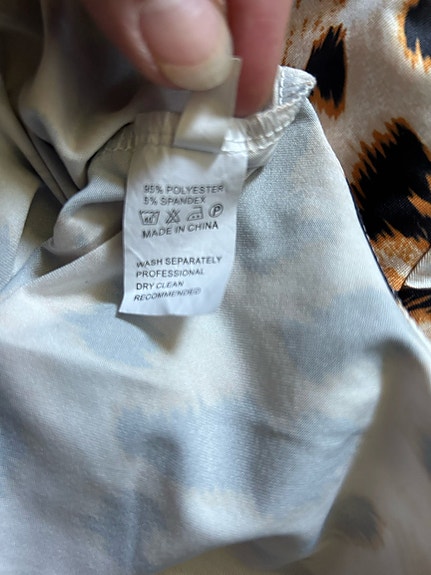 95% POLYESTER
5% SPANDEX
MADE IN CHINA
WASH SEPARATELY
PROFESSIONAL
DRY CLEAN
RECOMMENDED